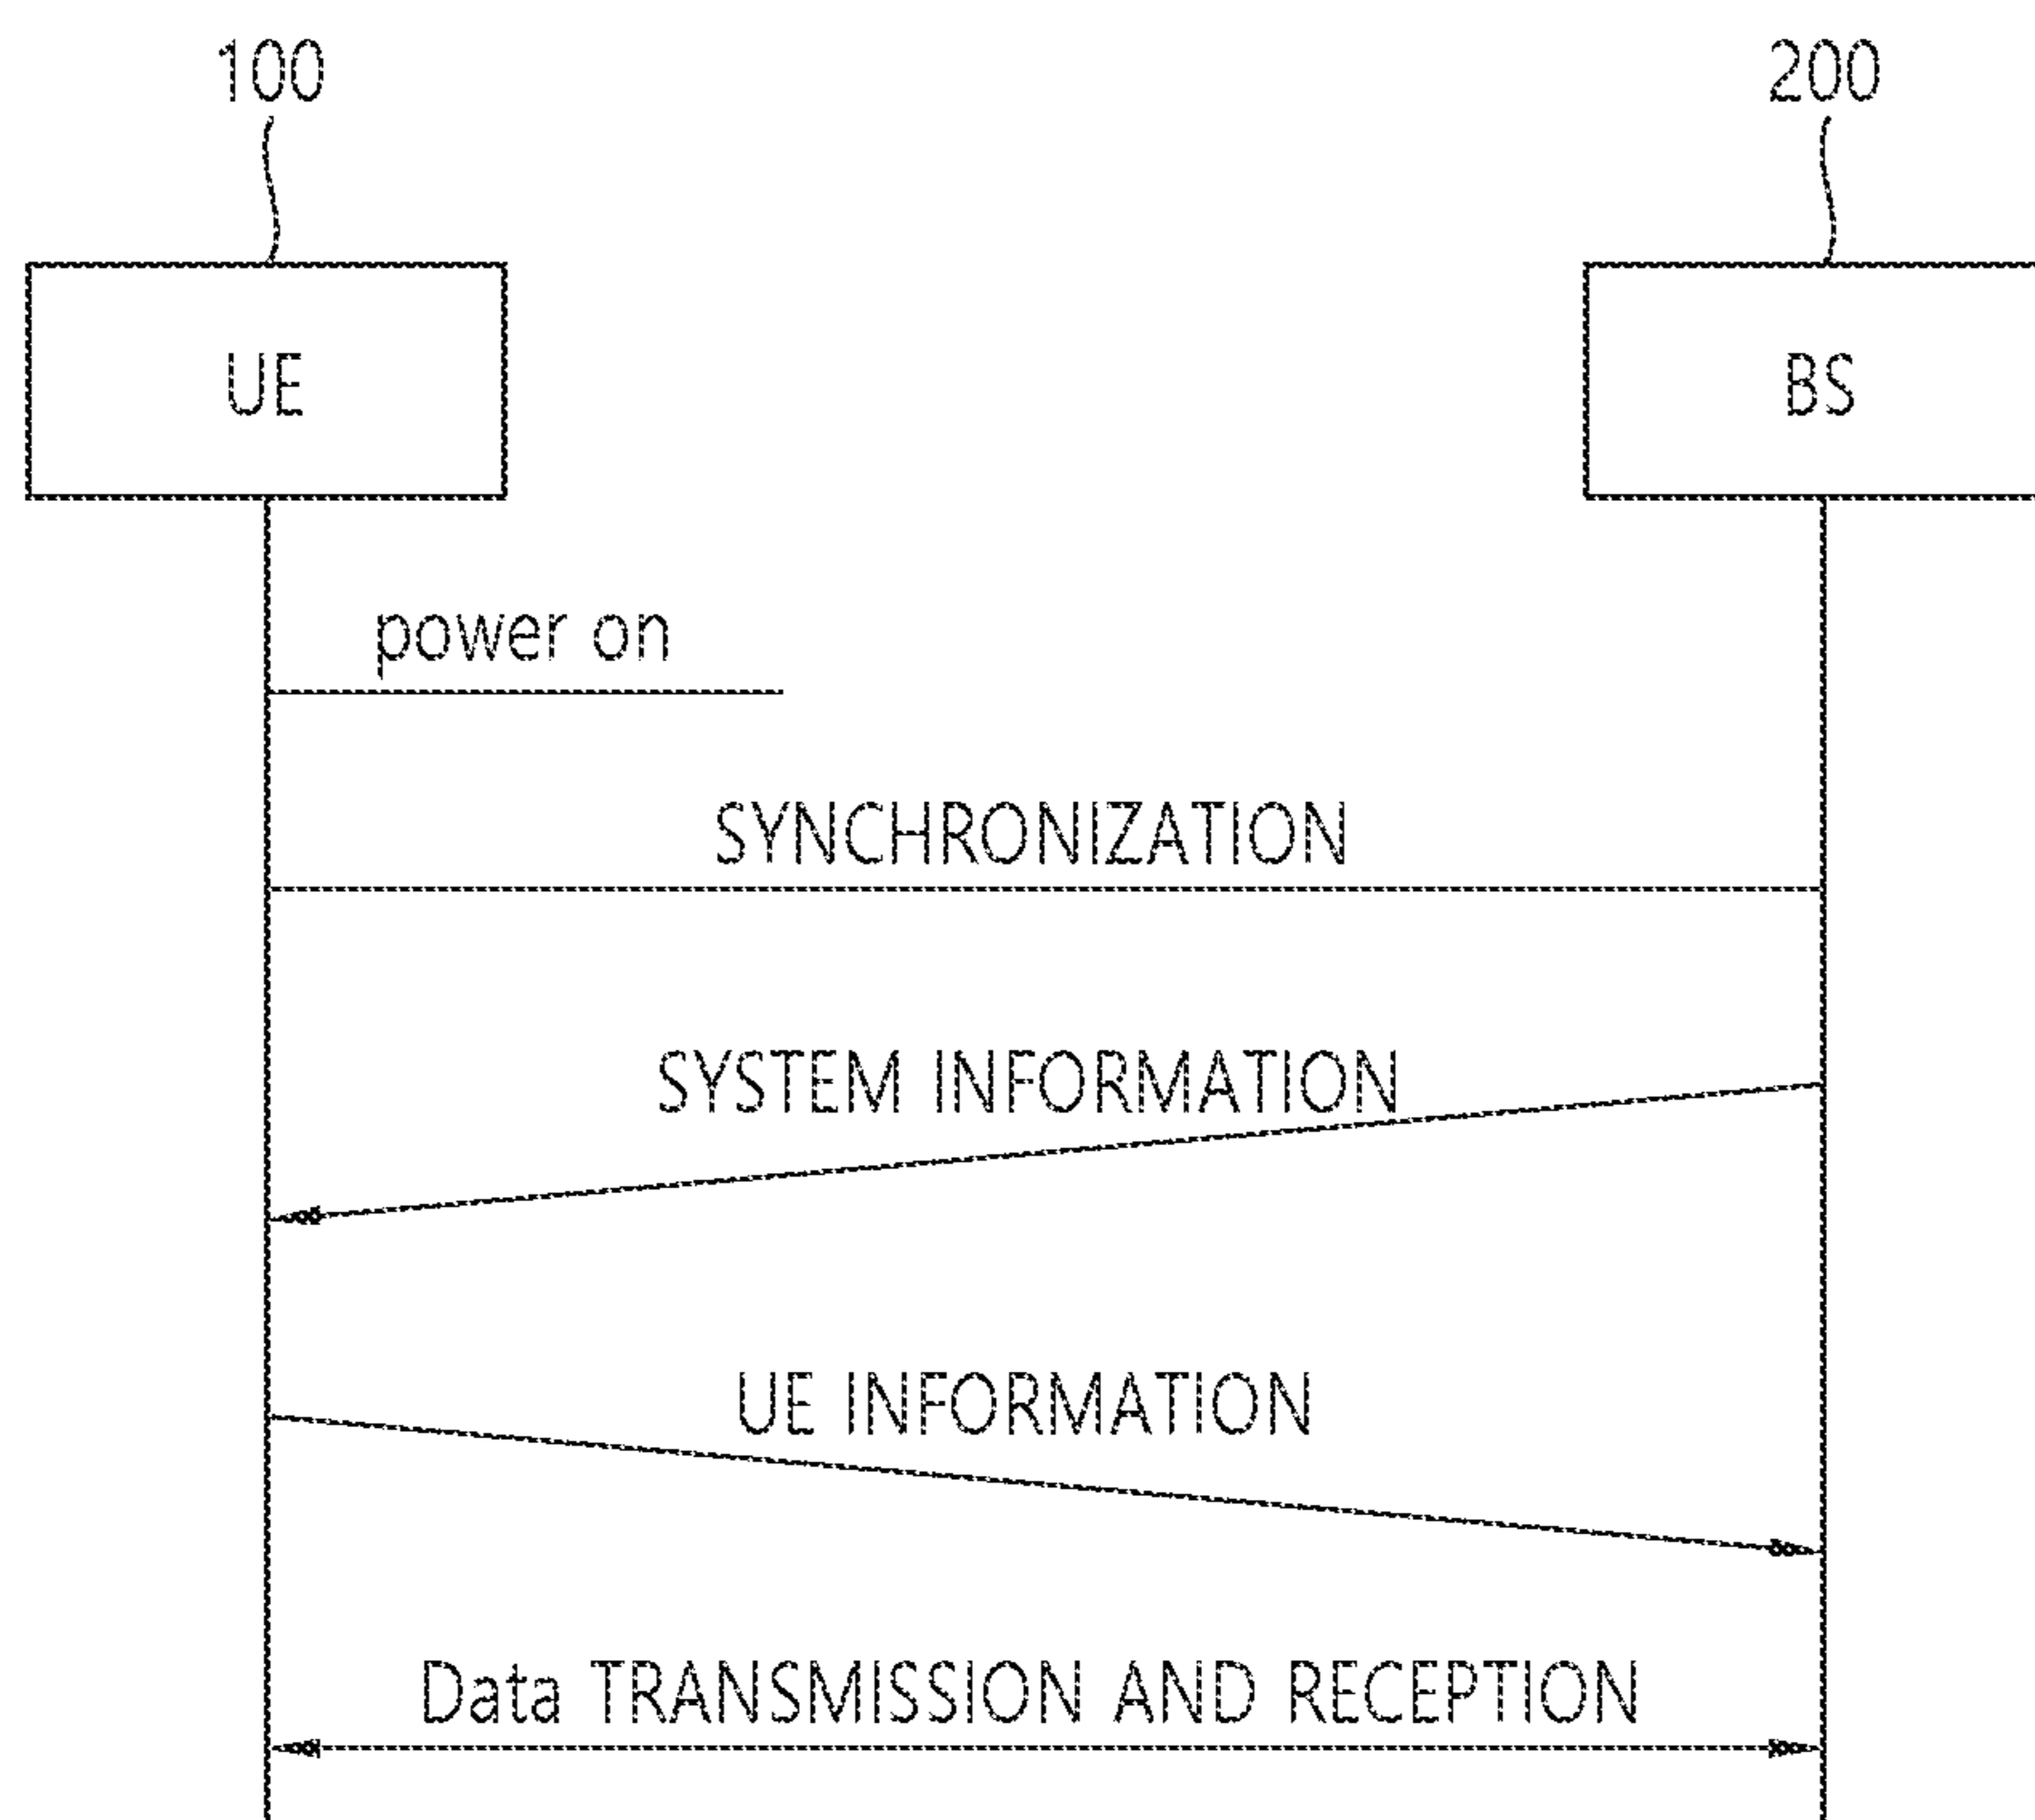 100
200
UE
BS
power on
SYNCHRONIZATION
SYSTEM INFORMATION
UE INFORMATION
Data TRANSMISSION AND RECEPTION